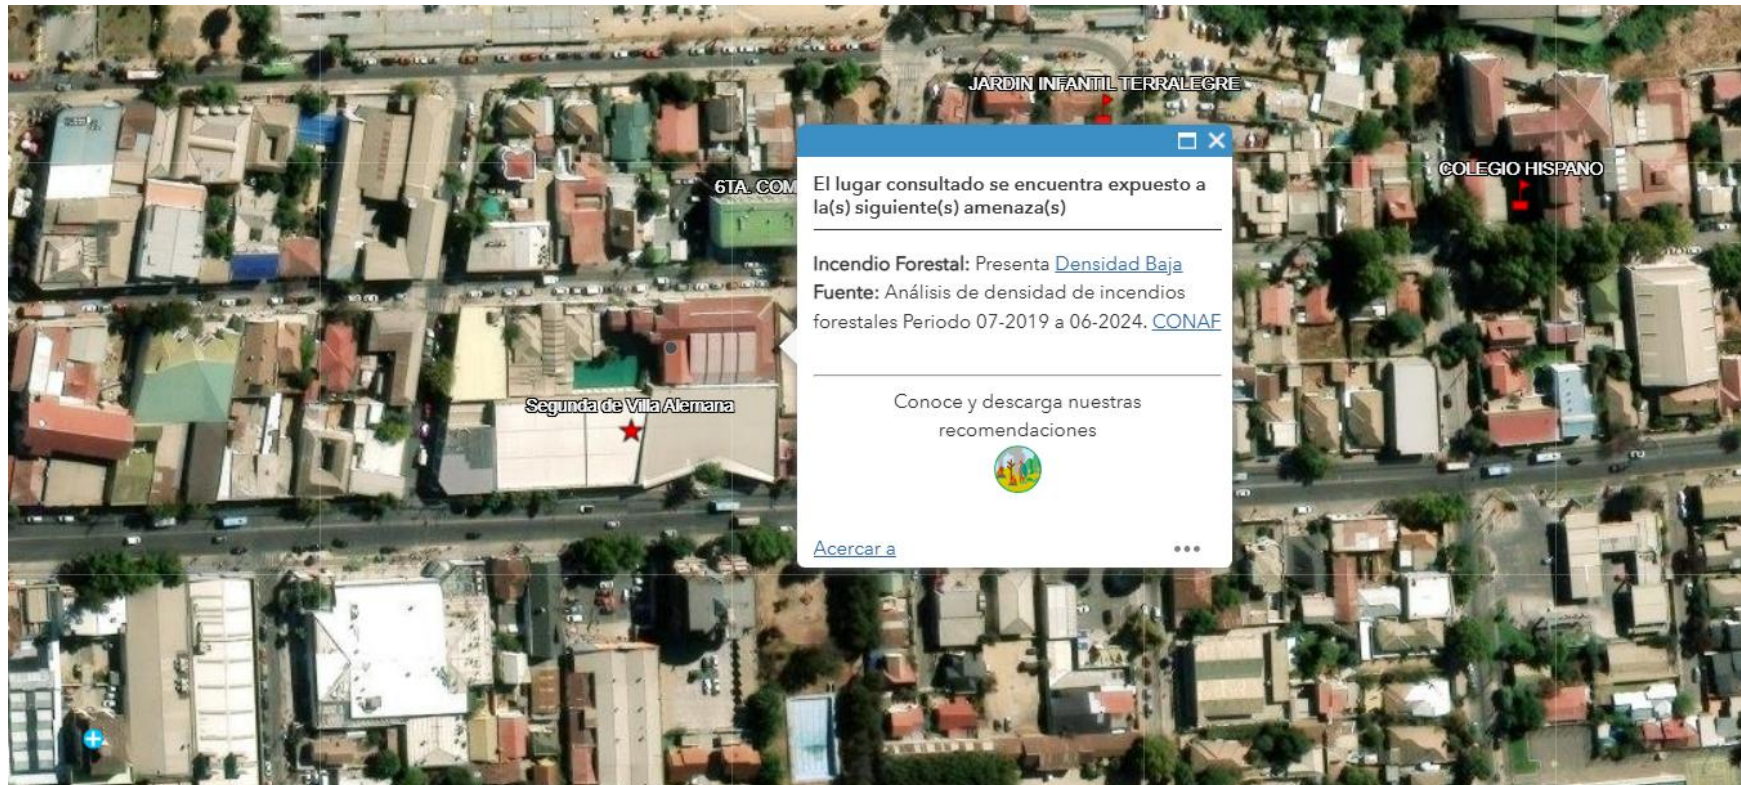 JARDIN INFANTIL TERRALEGRE
COLEGIO HISPANO
6TA. COM
El lugar consultado se encuentra expuesto a
la(s) siguiente(s) amenaza(s)
Incendio Forestal: Presenta Densidad Baja
Fuente: Análisis de densidad de incendios
forestales Periodo 07-2019 a 06-2024. CONAF
Segunda de Villa Alemana
Conoce y descarga nuestras
recomendaciones
Acercar a